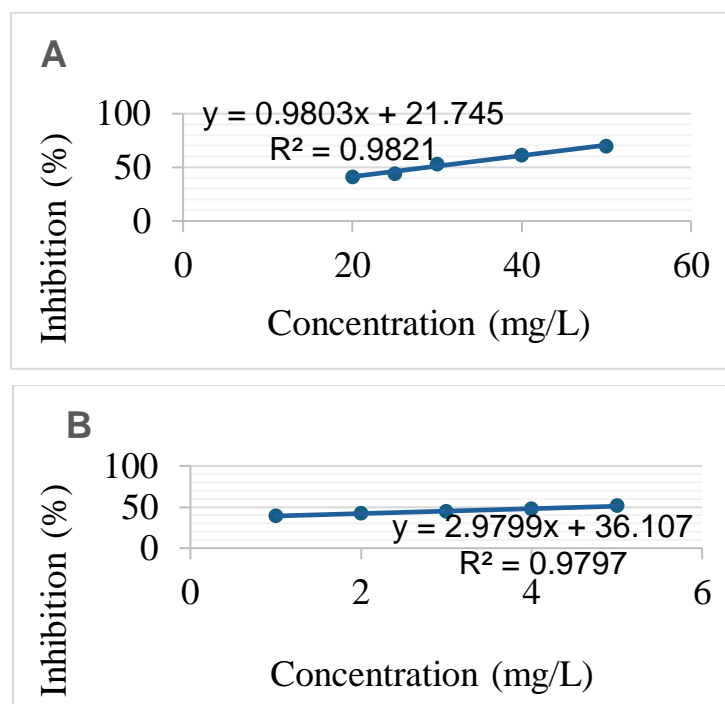 A
Inhibition (%)
100
50
0
y = 0.9803x + 21.745
R² = 0.9821
0 20 40 60
Concentration (mg/L)
B
Inhibition (%)
100
50
0
y = 2.9799x + 36.107
R² = 0.9797
0 2 4 6
Concentration (mg/L)